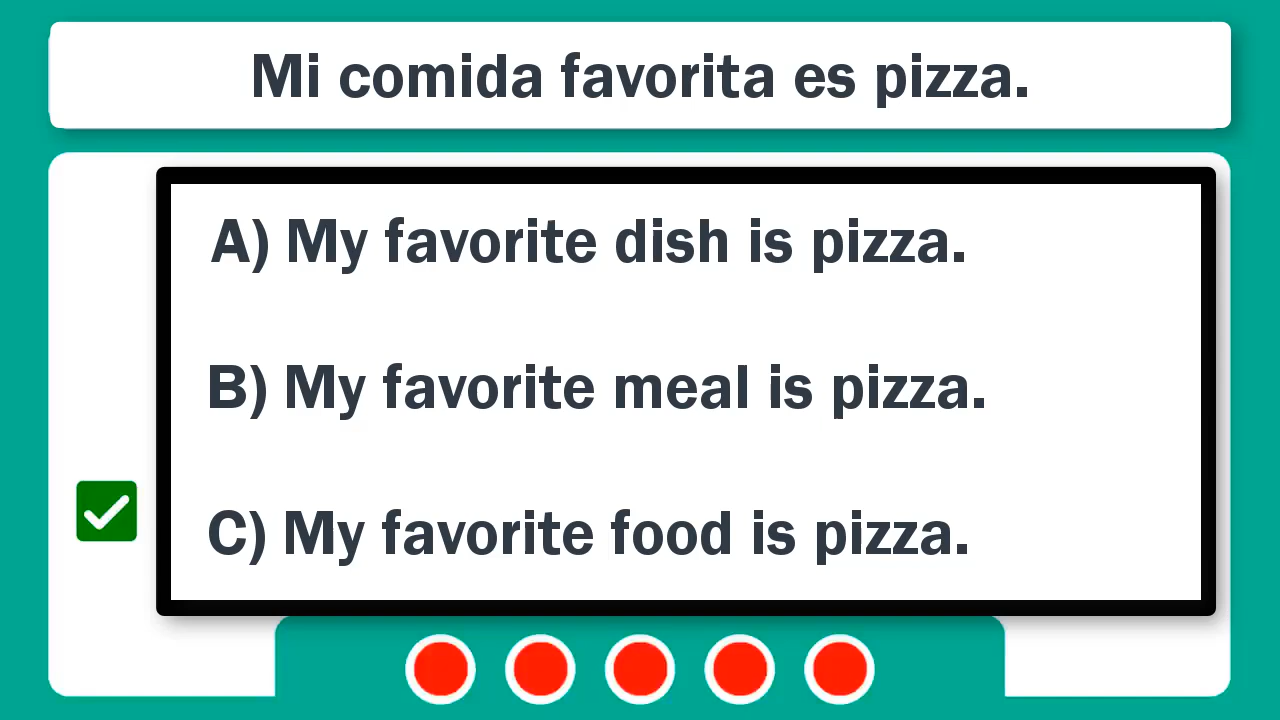 Mi comida favorita es pizza.
A) My favorite dish is pizza.
B) My favorite meal is pizza.
C) My favorite food is pizza.